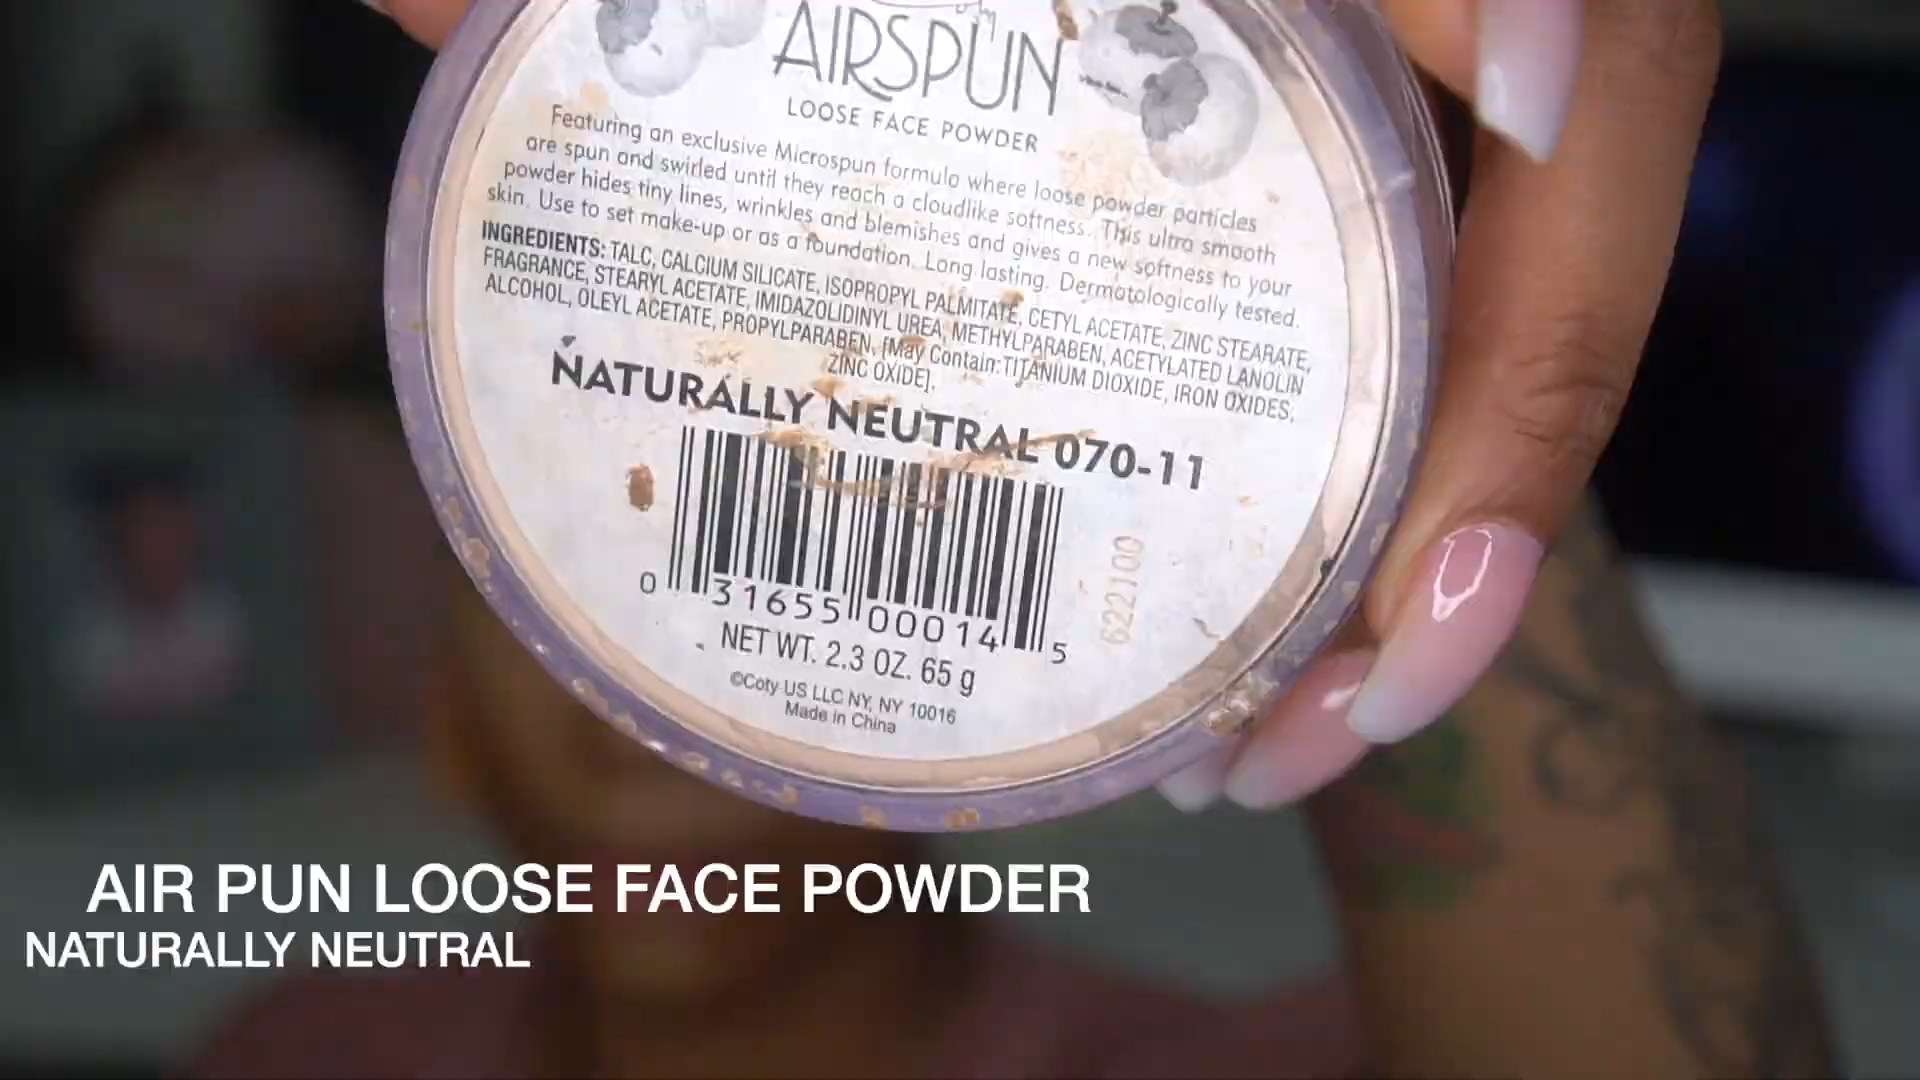 AIRSPUN
LOOSE FACE POWDER
Featuring an exclusive Microspun formula where loose powder particles
are spun and swirled until they reach a cloudlike softness. This ultra smooth
powder hides tiny lines, wrinkles and blemishes and gives a new softness to your
skin. Use to set make-up or as a foundation. Long lasting. Dermatologically tested.
INGREDIENTS: TALC, CALCIUM SILICATE, ISOPROPYL PALMITATE, CETYL ACETATE, ZINC STEARATE,
FRAGRANCE, STEARYL ACETATE, IMIDAZOLIDINYL UREA, METHYLPARABEN, ACETYLATED LANOLIN
ALCOHOL, OLEYL ACETATE, PROPYLPARABEN, [May Contain: TITANIUM DIOXIDE, IRON OXIDES,
ZINC OXIDE].
NATURALLY NEUTRAL 070-11
0 31655 00014 5
622100
NET WT. 2.3 OZ. 65 g
©Coty US LLC NY, NY 10016
Made in China
AIR PUN LOOSE FACE POWDER
NATURALLY NEUTRAL